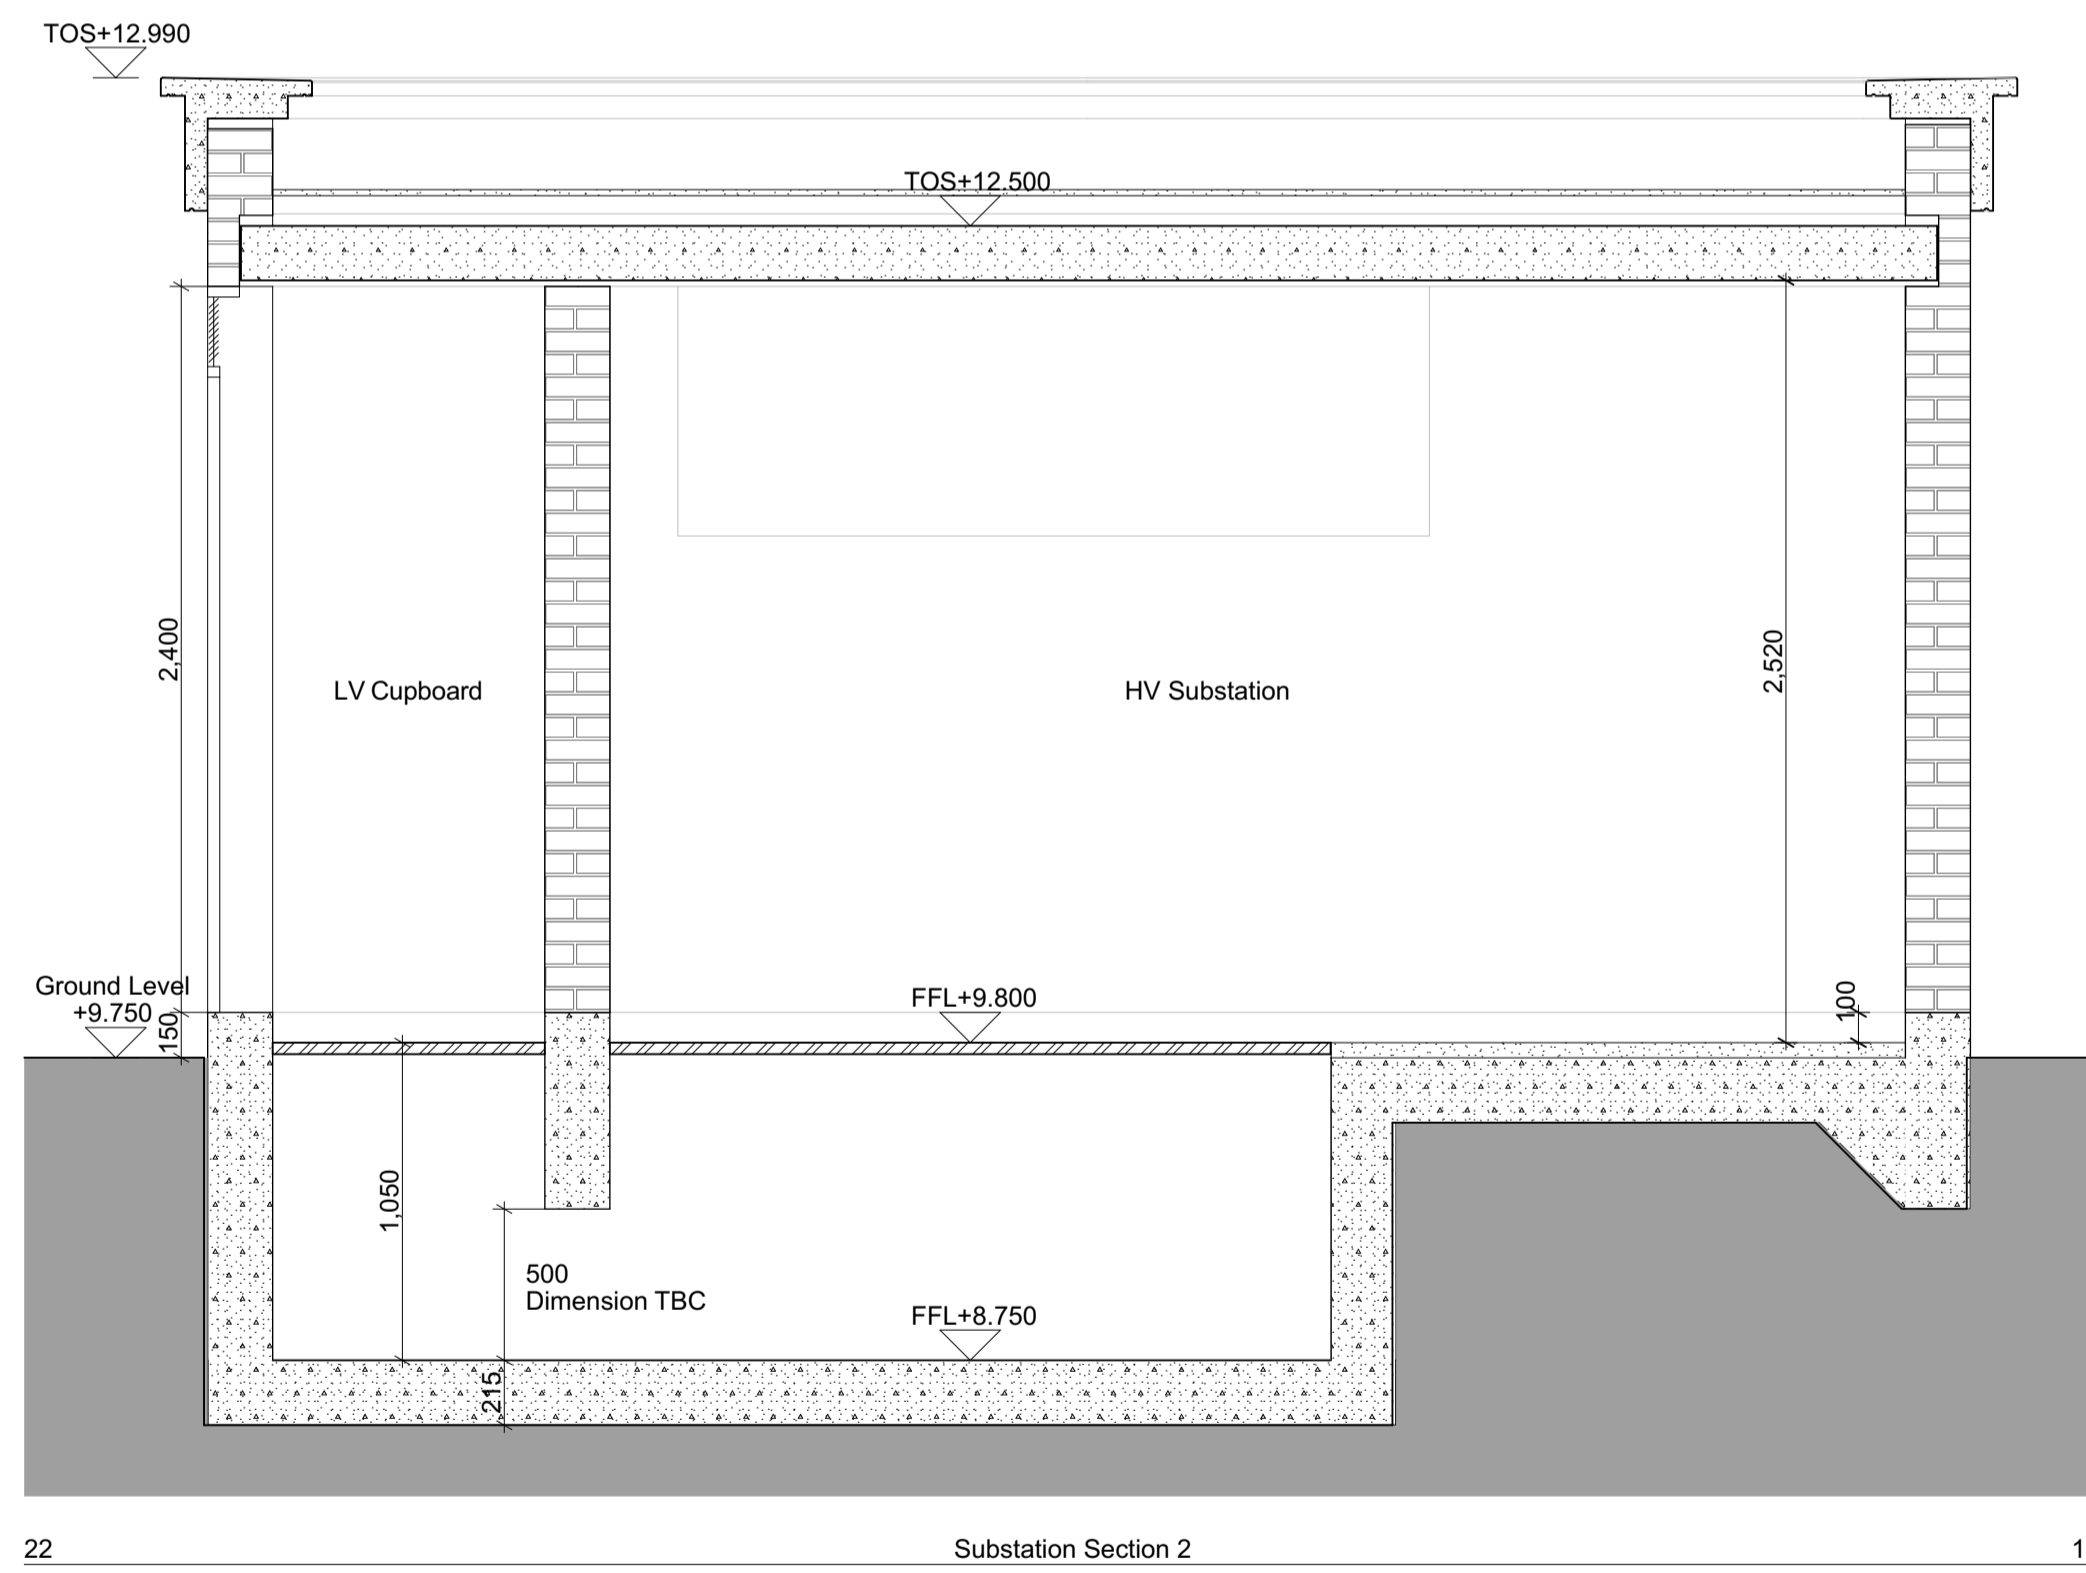 TOS+12.990
TOS+12.500
2,400
2,520
LV Cupboard
HV Substation
Ground Level
+9.750
150
FFL+9.800
100
1,050
500
Dimension TBC
FFL+8.750
215
22
Substation Section 2
1